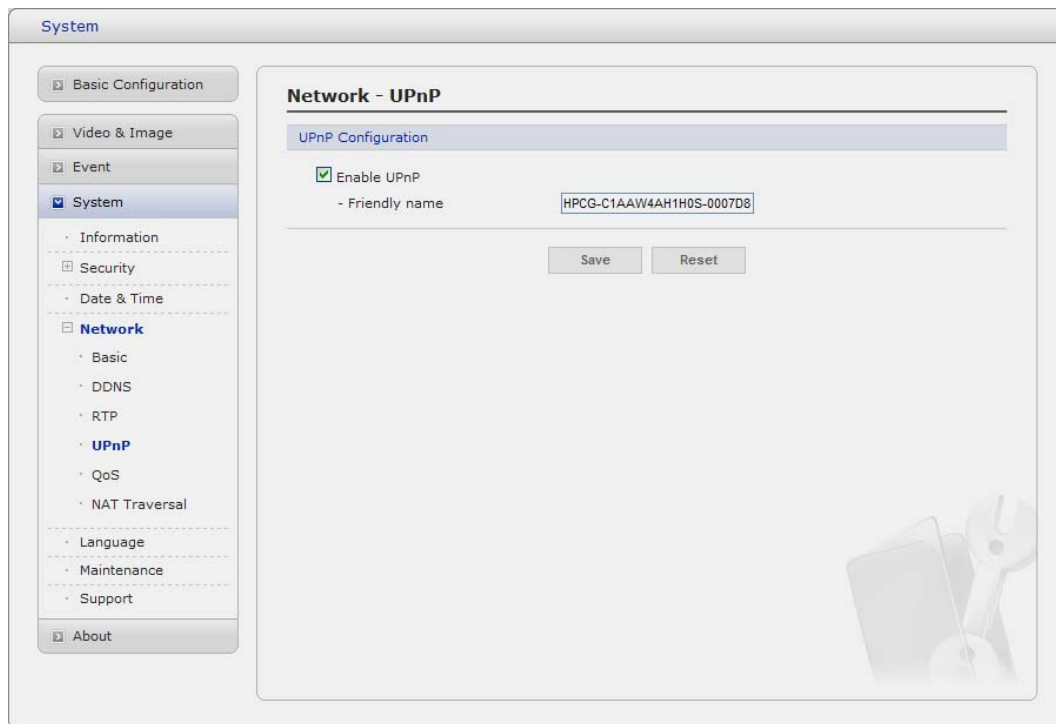 System
Basic Configuration
Video & Image
Event
System
Information
Security
Date & Time
Network
Basic
DDNS
RTP
UPnP
QoS
NAT Traversal
Language
Maintenance
Support
About
Network - UPnP
UPnP Configuration
Enable UPnP
- Friendly name HPCG-C1AAW4AH1H0S-0007D8
Save Reset